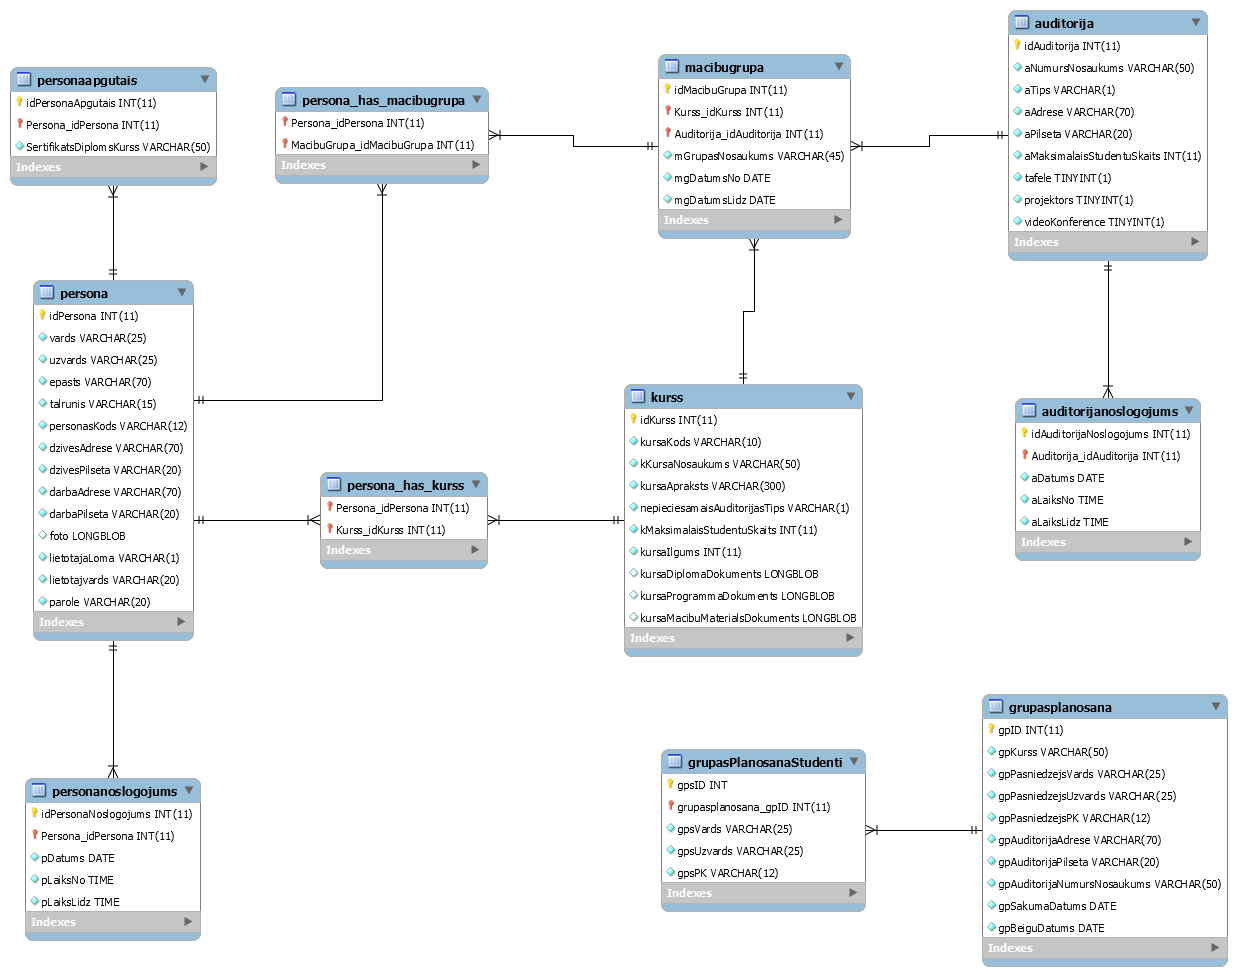 personaapgutais
idPersonaApgutais INT(11)
Persona_idPersona INT(11)
SertifikatsDiplomsKurss VARCHAR(50)
Indexes
persona_has_macibugrupa
Persona_idPersona INT(11)
MacibuGrupa_idMacibuGrupa INT(11)
Indexes
macibugrupa
idMacibuGrupa INT(11)
Kurss_idKurss INT(11)
Auditorija_idAuditorija INT(11)
mGrupasNosaukums VARCHAR(45)
mgDatumsNo DATE
mgDatumsLidz DATE
Indexes
auditorija
idAuditorija INT(11)
aNumursNosaukums VARCHAR(50)
aTips VARCHAR(1)
aAdrese VARCHAR(70)
aPilseta VARCHAR(20)
aMaksimalaisStudentuSkaits INT(11)
tafele TINYINT(1)
projektors TINYINT(1)
videoKonference TINYINT(1)
Indexes
persona
idPersona INT(11)
vards VARCHAR(25)
uzvards VARCHAR(25)
epasts VARCHAR(70)
talrunis VARCHAR(15)
personasKods VARCHAR(12)
dzivesAdrese VARCHAR(70)
dzivesPilseta VARCHAR(20)
darbaAdrese VARCHAR(70)
darbaPilseta VARCHAR(20)
foto LONGBLOB
lietotajaLoma VARCHAR(1)
lietotajvards VARCHAR(20)
parole VARCHAR(20)
Indexes
persona_has_kurss
Persona_idPersona INT(11)
Kurss_idKurss INT(11)
Indexes
kurss
idKurss INT(11)
kursaKods VARCHAR(10)
kKursaNosaukums VARCHAR(50)
kursaApraksts VARCHAR(300)
nepieciesamaisAuditorijasTips VARCHAR(1)
kMaksimalaisStudentuSkaits INT(11)
kursaIlgums INT(11)
kursaDiplomaDokuments LONGBLOB
kursaProgrammaDokuments LONGBLOB
kursaMacibuMaterialsDokuments LONGBLOB
Indexes
auditorijanoslogojums
idAuditorijaNoslogojums INT(11)
Auditorija_idAuditorija INT(11)
aDatums DATE
aLaiksNo TIME
aLaiksLidz TIME
Indexes
personanoslogojums
idPersonaNoslogojums INT(11)
Persona_idPersona INT(11)
pDatums DATE
pLaiksNo TIME
pLaiksLidz TIME
Indexes
grupasPlanosanaStudenti
gpsID INT
grupasplanosana_gpID INT(11)
gpsVards VARCHAR(25)
gpsUzvards VARCHAR(25)
gpsPK VARCHAR(12)
Indexes
grupasplanosana
gpID INT(11)
gpKurss VARCHAR(50)
gpPasniedzejsVards VARCHAR(25)
gpPasniedzejsUzvards VARCHAR(25)
gpPasniedzejsPK VARCHAR(12)
gpAuditorijaAdrese VARCHAR(70)
gpAuditorijaPilseta VARCHAR(20)
gpAuditorijaNumursNosaukums VARCHAR(50)
gpSakumaDatums DATE
gpBeiguDatums DATE
Indexes